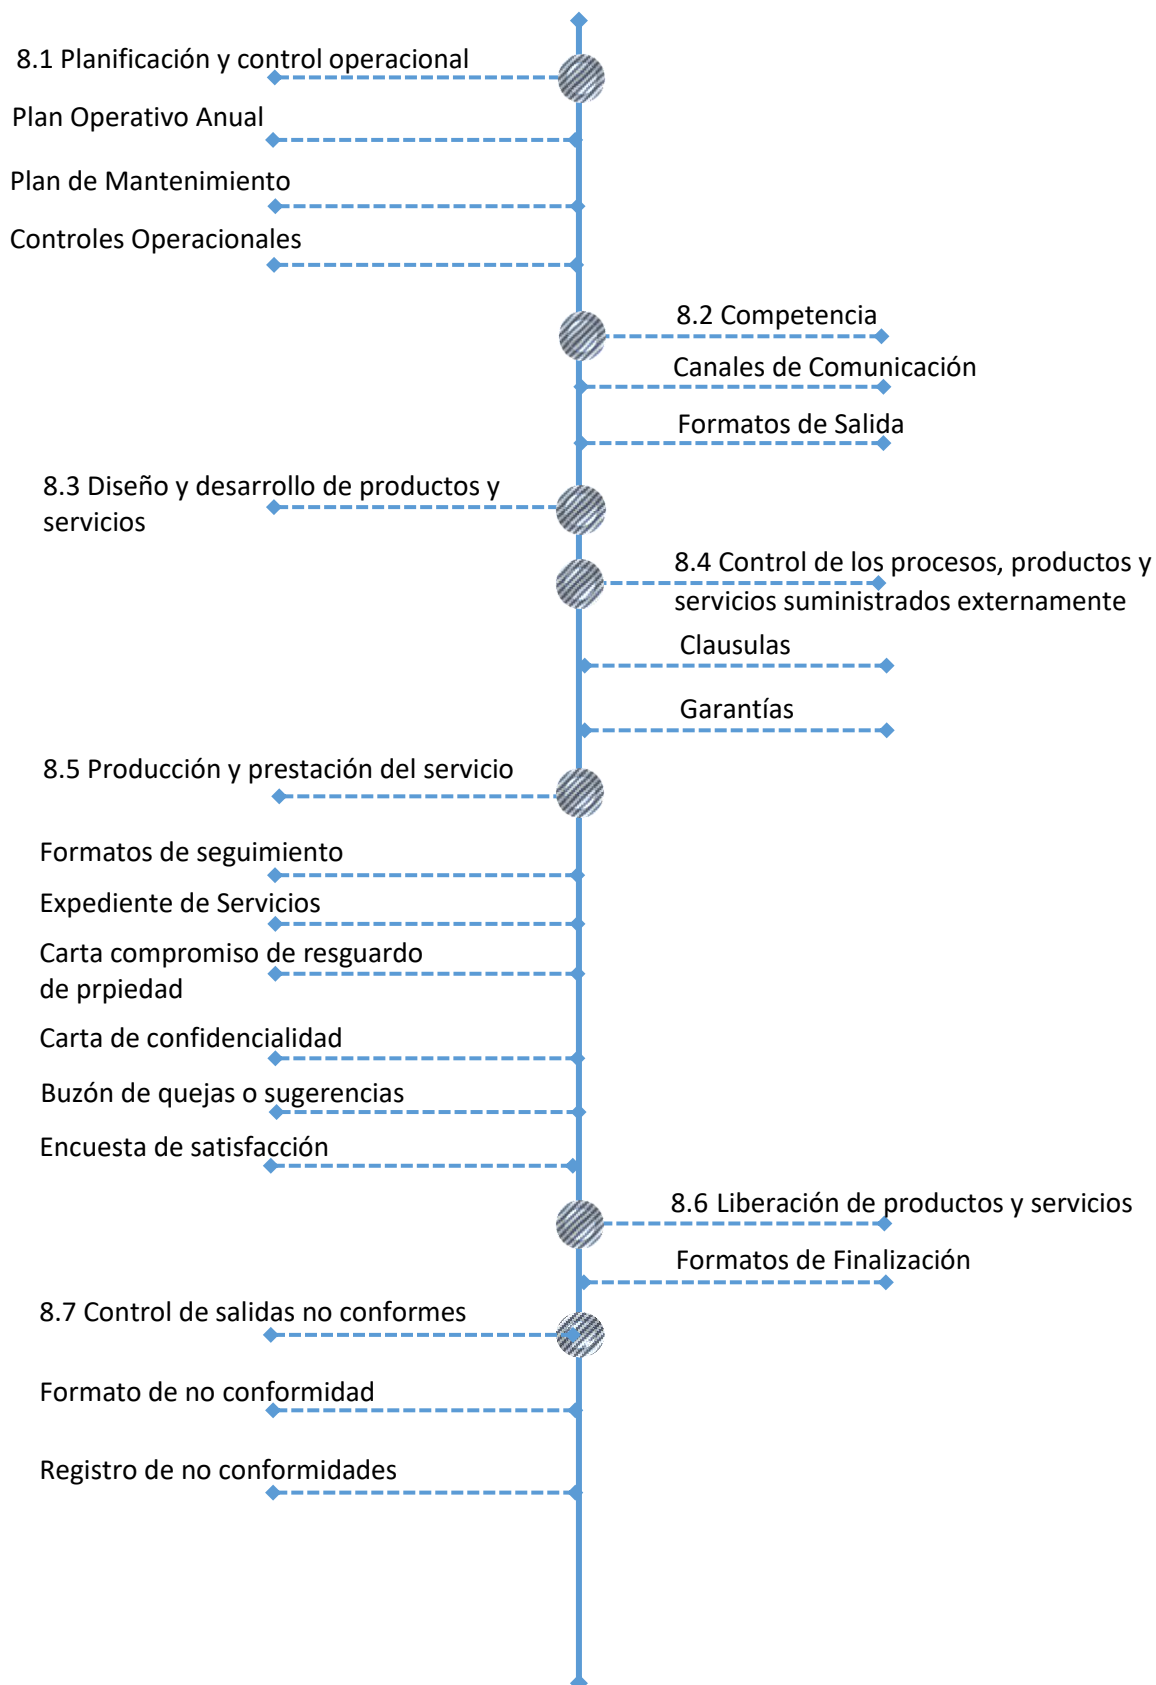 8.1 Planificación y control operacional
Plan Operativo Anual
Plan de Mantenimiento
Controles Operacionales
8.2 Competencia
Canales de Comunicación
Formatos de Salida
8.3 Diseño y desarrollo de productos y
servicios
8.4 Control de los procesos, productos y
servicios suministrados externamente
Clausulas
Garantías
8.5 Producción y prestación del servicio
Formatos de seguimiento
Expediente de Servicios
Carta compromiso de resguardo
de prpiedad
Carta de confidencialidad
Buzón de quejas o sugerencias
Encuesta de satisfacción
8.6 Liberación de productos y servicios
Formatos de Finalización
8.7 Control de salidas no conformes
Formato de no conformidad
Registro de no conformidades